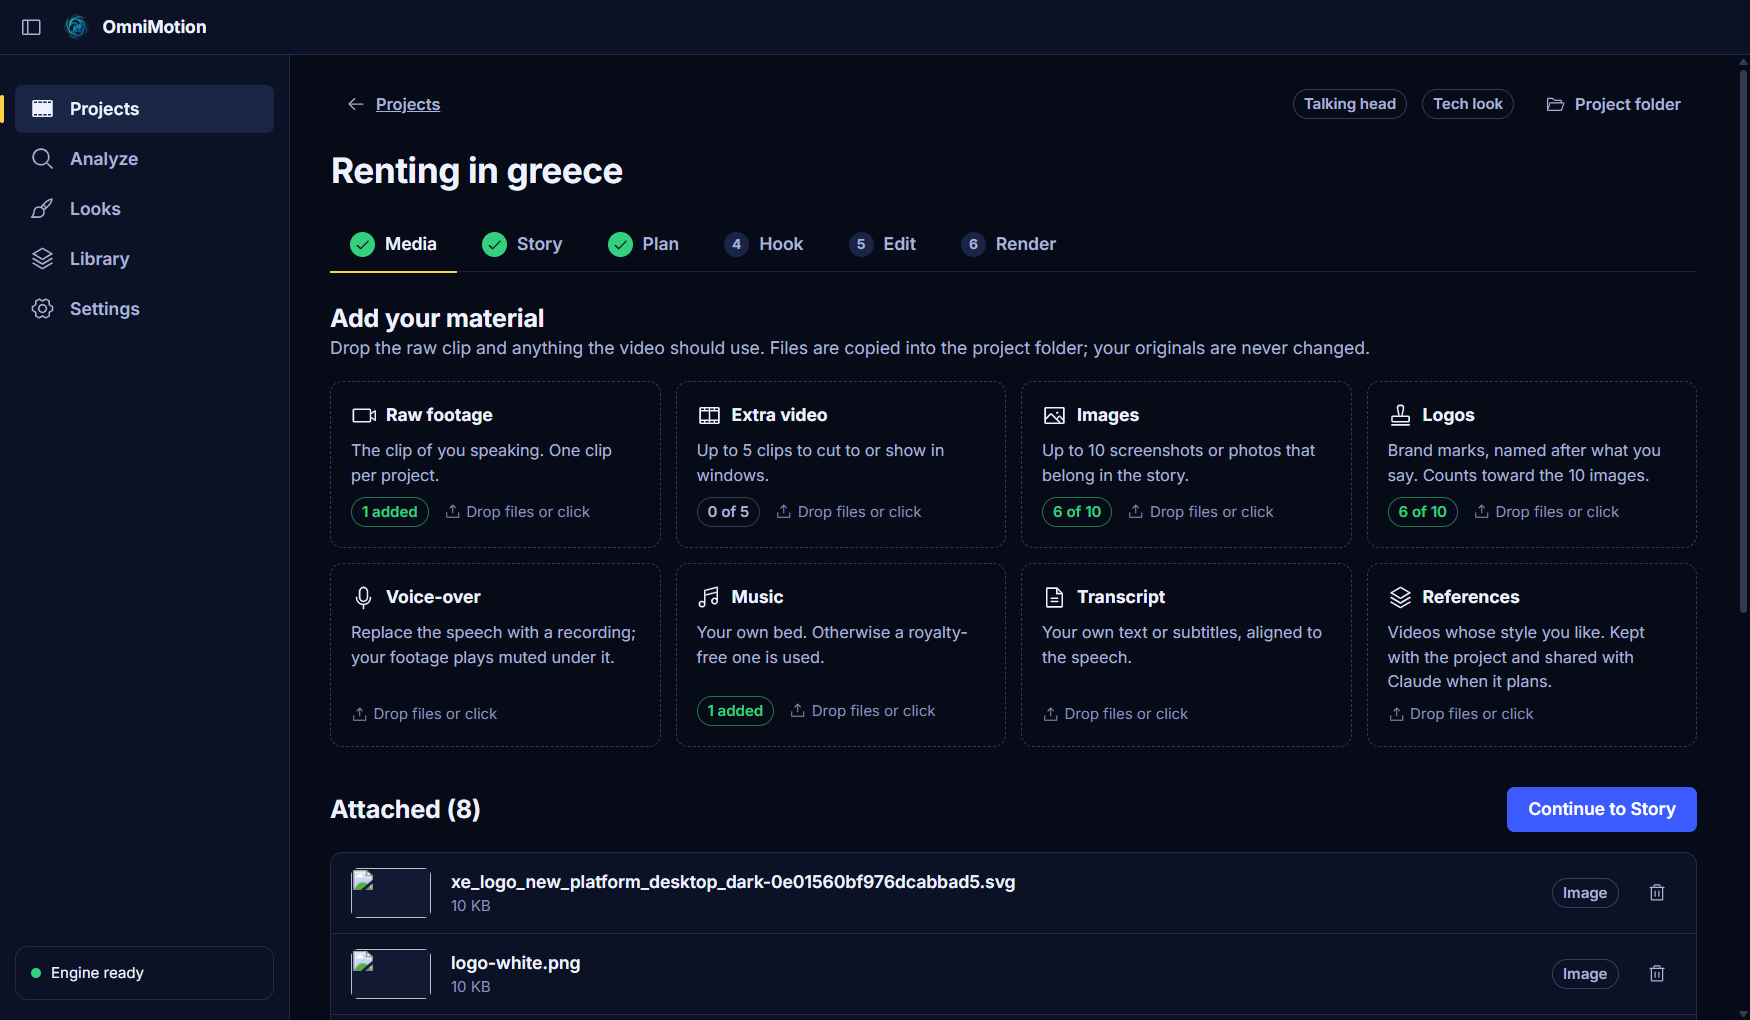 OmniMotion
Projects
Analyze
Looks
Library
Settings
Engine ready
Projects
Talking head
Tech look
Project folder
Renting in greece
Media
Story
Plan
4 Hook
5 Edit
6 Render
Add your material
Drop the raw clip and anything the video should use. Files are copied into the project folder; your originals are never changed.
Raw footage
The clip of you speaking. One clip
per project.
1 added
Drop files or click
Extra video
Up to 5 clips to cut to or show in
windows.
0 of 5
Drop files or click
Images
Up to 10 screenshots or photos that
belong in the story.
6 of 10
Drop files or click
Logos
Brand marks, named after what you
say. Counts toward the 10 images.
6 of 10
Drop files or click
Voice-over
Replace the speech with a recording;
your footage plays muted under it.
Drop files or click
Music
Your own bed. Otherwise a royalty-
free one is used.
1 added
Drop files or click
Transcript
Your own text or subtitles, aligned to
the speech.
Drop files or click
References
Videos whose style you like. Kept
with the project and shared with
Claude when it plans.
Drop files or click
Attached (8)
Continue to Story
xe_logo_new_platform_desktop_dark-0e01560bf976dcabbad5.svg
10 KB
Image
logo-white.png
10 KB
Image